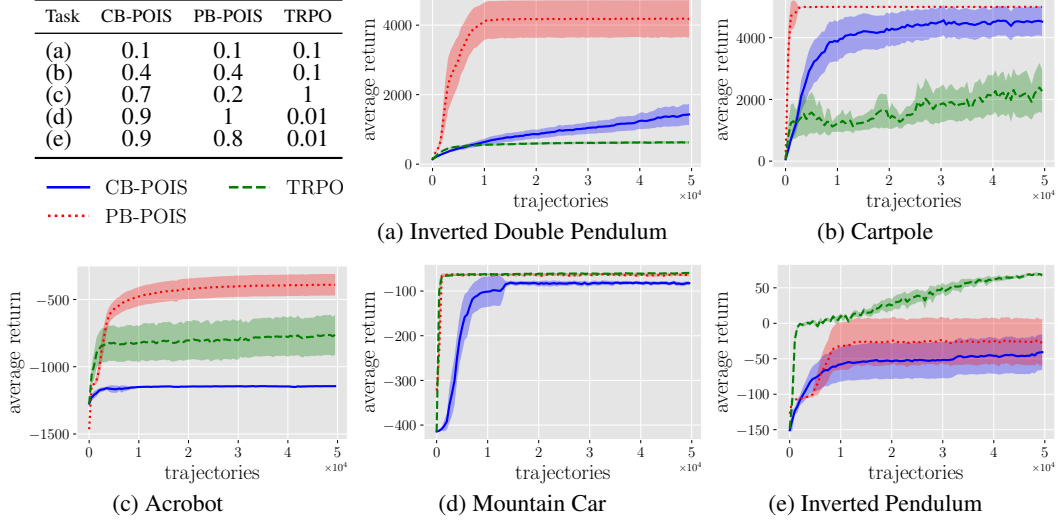 Task CB-POIS PB-POIS TRPO
(a) 0.1 0.1 0.1
(b) 0.4 0.4 0.1
(c) 0.7 0.2 1
(d) 0.9 1 0.01
(e) 0.9 0.8 0.01
CB-POIS TRPO
PB-POIS
average return
4000
2000
0
0 1 2 3 4 5
×10⁴
trajectories
(a) Inverted Double Pendulum
average return
4000
2000
0
0 1 2 3 4 5
×10⁴
trajectories
(b) Cartpole
average return
−500
−1000
−1500
0 1 2 3 4 5
×10⁴
trajectories
(c) Acrobot
average return
−100
−200
−300
−400
0 1 2 3 4 5
×10⁴
trajectories
(d) Mountain Car
average return
50
0
−50
−100
−150
0 1 2 3 4 5
×10⁴
trajectories
(e) Inverted Pendulum